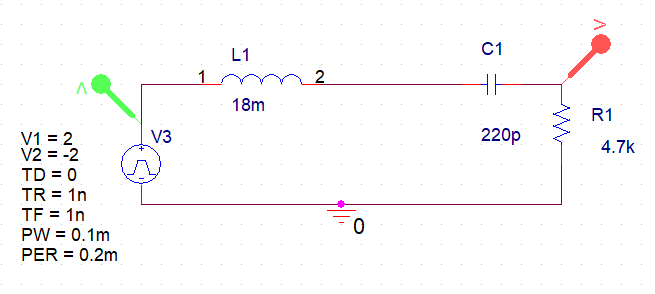 V
L1
1
2
18m
C1
220p
V
R1
4.7k
V3
V1 = 2
V2 = -2
TD = 0
TR = 1n
TF = 1n
PW = 0.1m
PER = 0.2m
+
-
0